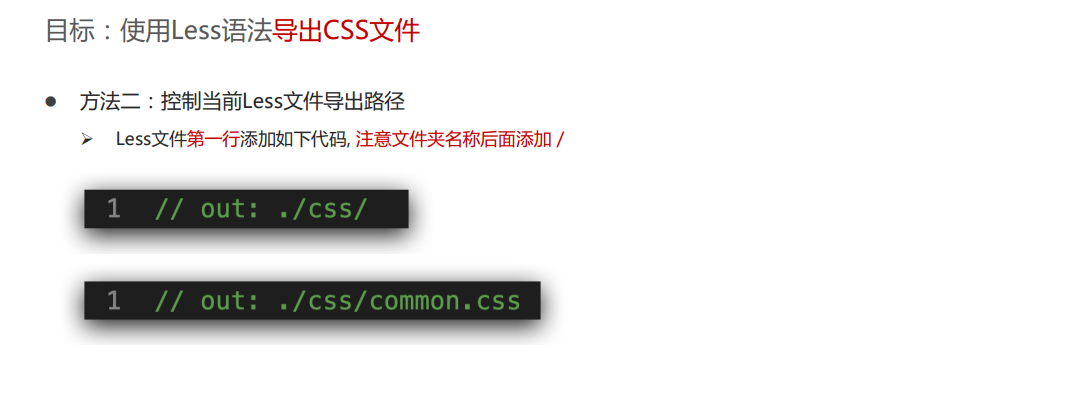 目标：使用Less语法导出CSS文件
● 方法二：控制当前Less文件导出路径
➢ Less文件第一行添加如下代码, 注意文件夹名称后面添加 /
1 // out: ./css/
1 // out: ./css/common.css